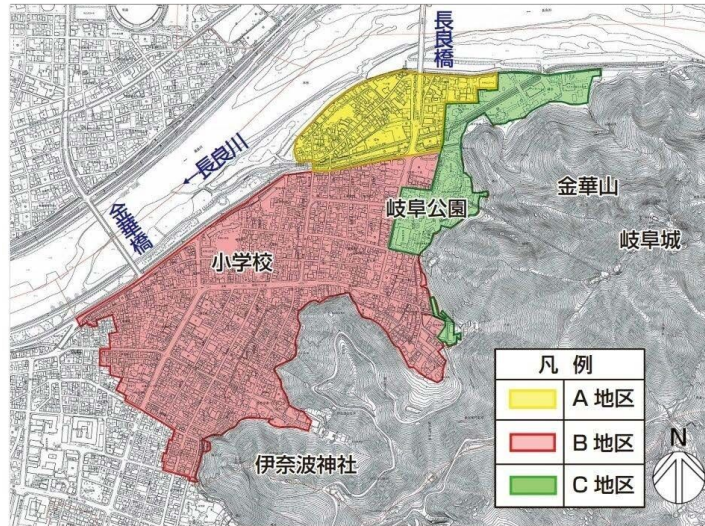 長良橋
←長良川
金華橋
岐阜公園
金華山
岐阜城
小学校
伊奈波神社
凡 例
A 地区
B 地区
C 地区
N